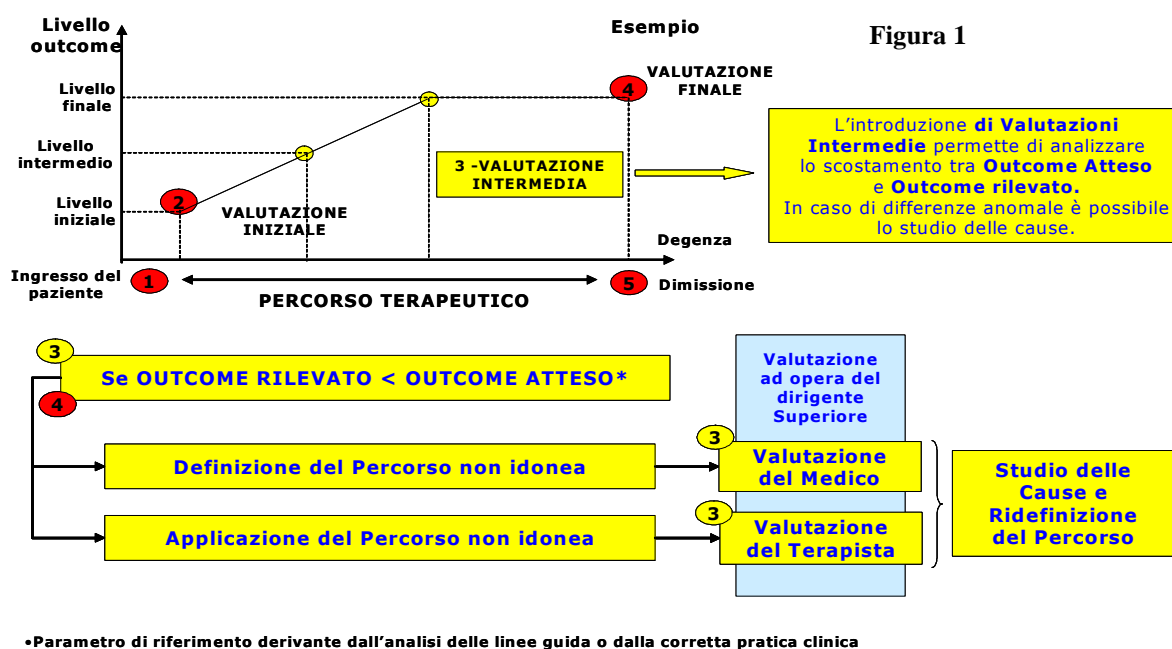 Livello
outcome
Esempio
Figura 1
Livello
finale
4
VALUTAZIONE
FINALE
Livello
intermedio
3 -VALUTAZIONE
INTERMEDIA
L'introduzione di Valutazioni
Intermedie permette di analizzare
lo scostamento tra Outcome Atteso
e Outcome rilevato.
In caso di differenze anomale è possibile
lo studio delle cause.
Livello
iniziale
2
VALUTAZIONE
INIZIALE
Degenza
Ingresso del
paziente
1
PERCORSO TERAPEUTICO
5
Dimissione
3
Se OUTCOME RILEVATO < OUTCOME ATTESO*
4
Valutazione
ad opera del
dirigente
Superiore
Definizione del Percorso non idonea
3
Valutazione
del Medico
Applicazione del Percorso non idonea
3
Valutazione
del Terapista
Studio delle
Cause e
Ridefinizione
del Percorso
•Parametro di riferimento derivante dall'analisi delle linee guida o dalla corretta pratica clinica